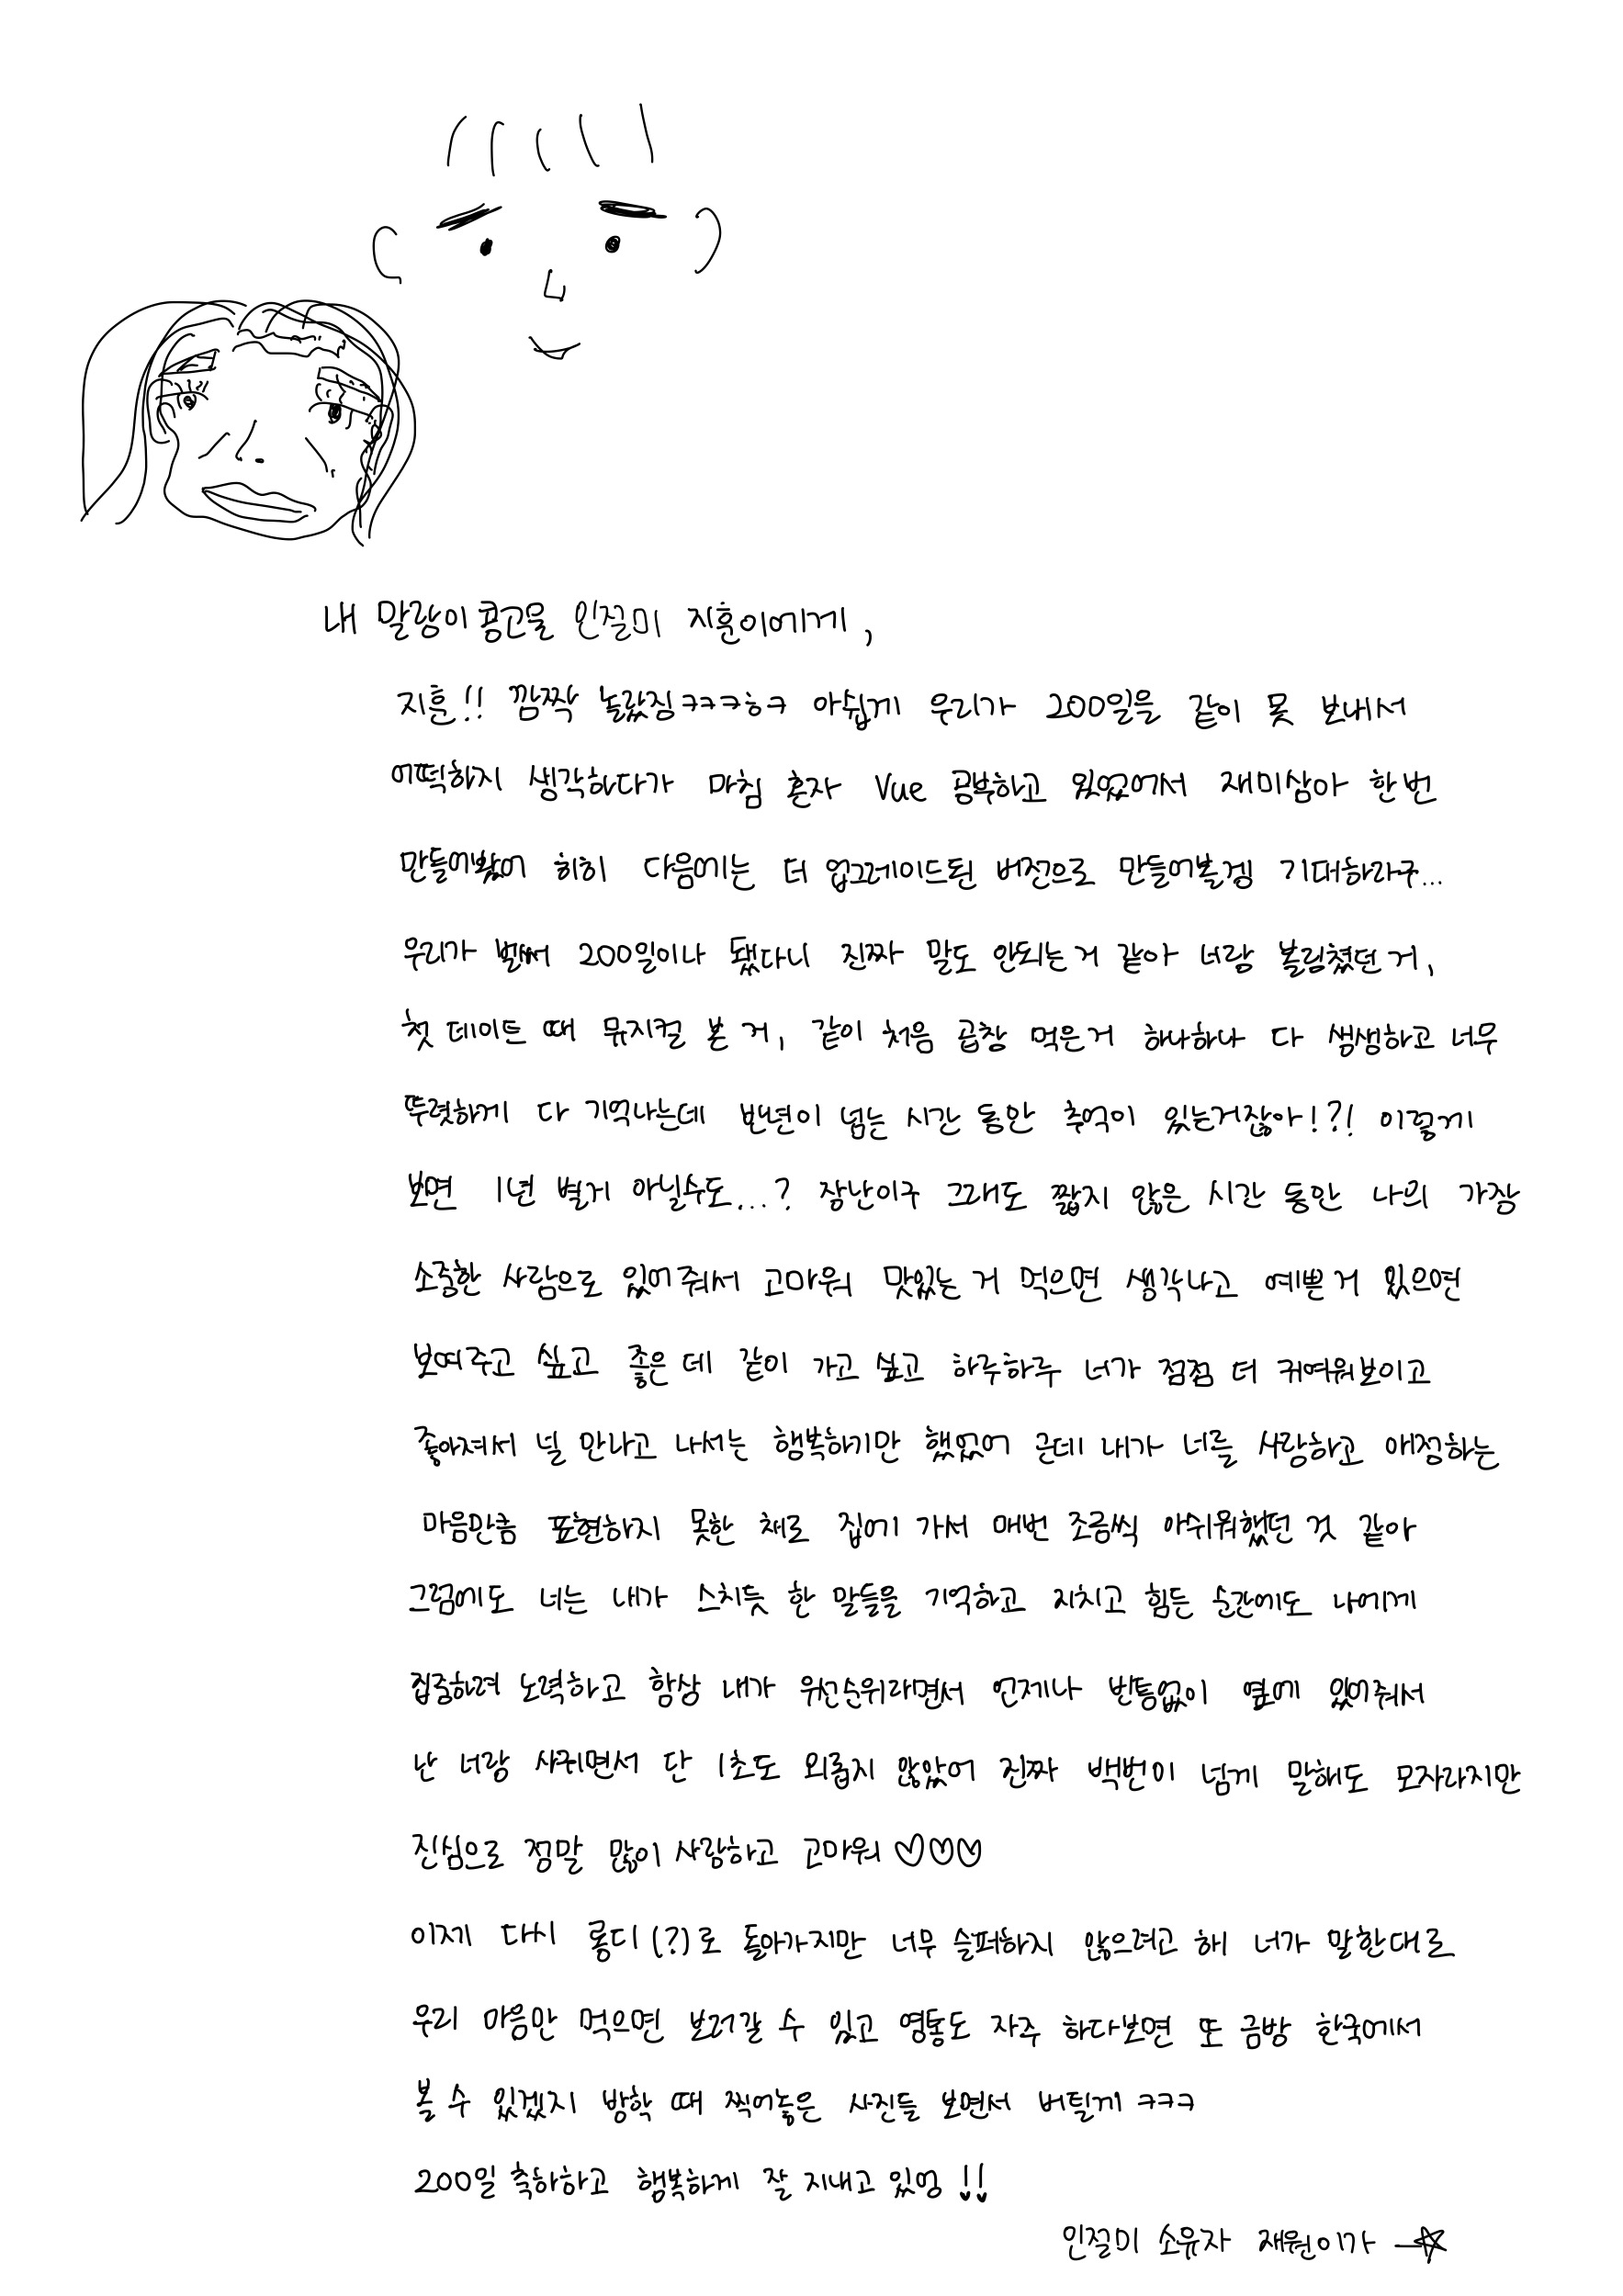 내 말랑이 콩고물 인절미 지훈이에게,
지훈!! 깜짝 놀랐징ㅋㅋㅋㅎㅋ 아쉽게 우리가 200일을 같이 못 보내서
어떡하지 생각하다가 마침 혼자 Vue 공부하고 있었어서 재미삼아 한번
만들어봤어 히히 다음에는 더 업그레이드된 버전으로 만들어볼겡 기대하라구...
우리가 벌써 200일이나 됐다니 진짜 말도 안되는거 같아 너랑 볼링쳤던거,
첫 데이트 때 뮤지컬 본 거, 같이 처음 곱창 먹은거 하나하나 다 생생하고 너무
뚜렷하게 다 기억나는데 반년이 넘는 시간 동안 추억이 있는거잖아!?! 이렇게
보면 1년 별거 아닐수도...? 장난이구 그래도 짧지 않은 시간 동안 나의 가장
소중한 사람으로 있어줘서 고마워 맛있는 거 먹으면 생각나고 예쁜거 있으면
보여주고 싶고 좋은 데 같이 가고 싶고 하루하루 너가 점점 더 귀여워보이고
좋아져서 널 만나고 나서는 행복하기만 했었어 근데 내가 너를 사랑하고 애정하는
마음만큼 표현하지 못한 채로 집에 가서 매번 조금씩 아쉬워했던 것 같아
그럼에도 너는 내가 스치듯 한 말들을 기억하고 지치고 힘든 순간에도 나에게
집중하려 노력하고 항상 내가 우선순위라면서 언제나 빈틈없이 옆에 있어줘서
난 너랑 사귀면서 단 1초도 외롭지 않았어 진짜 백번이 넘게 말해도 모자라지만
진심으로 정말 많이 사랑하고 고마워 ♡♡♡
이제 다시 롱디(?)로 돌아가지만 너무 슬퍼하지 않으려고 해 너가 말한대로
우리 마음만 먹으면 보러갈 수 있고 영통도 자주 하다보면 또 금방 한국에서
볼 수 있겠지 방학 때 찍어놓은 사진들 보면서 버틸게 ㅋㅋㅋ
200일 축하하고 행복하게 잘 지내고 있엉 !!
인절미 소유자 재원이가 —☆